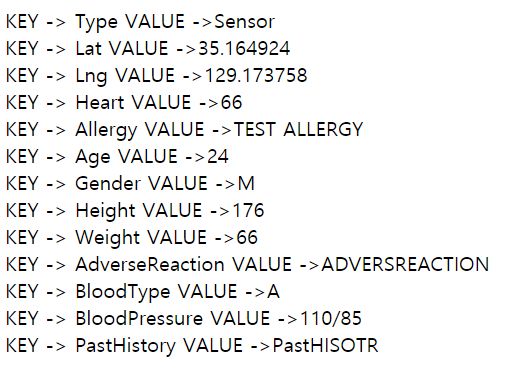 KEY -> Type VALUE ->Sensor
KEY -> Lat VALUE ->35.164924
KEY -> Lng VALUE ->129.173758
KEY -> Heart VALUE ->66
KEY -> Allergy VALUE ->TEST ALLERGY
KEY -> Age VALUE ->24
KEY -> Gender VALUE ->M
KEY -> Height VALUE ->176
KEY -> Weight VALUE ->66
KEY -> AdverseReaction VALUE ->ADVERSREACTION
KEY -> BloodType VALUE ->A
KEY -> BloodPressure VALUE ->110/85
KEY -> PastHistory VALUE ->PastHISOTR